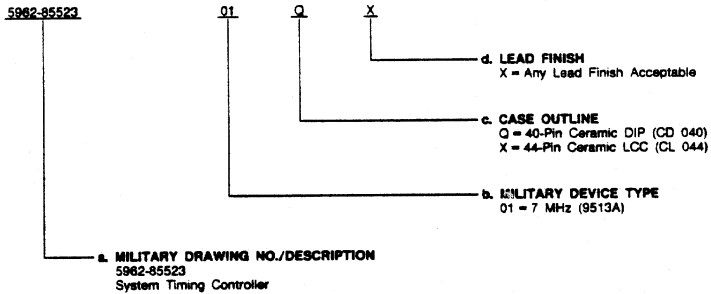 5962-85523 01 Q X
d. LEAD FINISH
X = Any Lead Finish Acceptable
c. CASE OUTLINE
Q = 40-Pin Ceramic DIP (CD 040)
X = 44-Pin Ceramic LCC (CL 044)
b. MILITARY DEVICE TYPE
01 = 7 MHz (9513A)
a. MILITARY DRAWING NO./DESCRIPTION
5962-85523
System Timing Controller